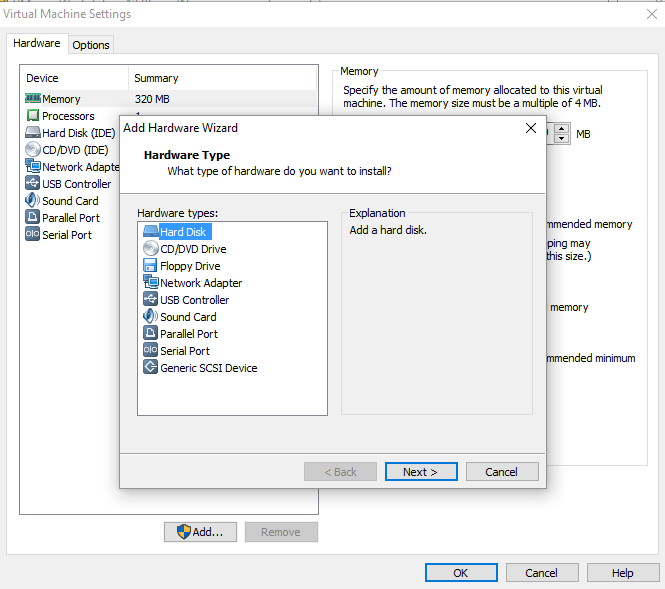 Virtual Machine Settings
Hardware
Options
Device Summary
Memory 320 MB
Processors
Hard Disk (IDE)
CD/DVD (IDE)
Network Adapte
USB Controller
Sound Card
Parallel Port
Serial Port
Add... Remove
Memory
Specify the amount of memory allocated to this virtual
machine. The memory size must be a multiple of 4 MB.
MB
mmended memory
ping may
this size.)
memory
mmended minimum
Add Hardware Wizard
Hardware Type
What type of hardware do you want to install?
Hardware types:
Hard Disk
CD/DVD Drive
Floppy Drive
Network Adapter
USB Controller
Sound Card
Parallel Port
Serial Port
Generic SCSI Device
Explanation
Add a hard disk.
< Back Next > Cancel
OK Cancel Help